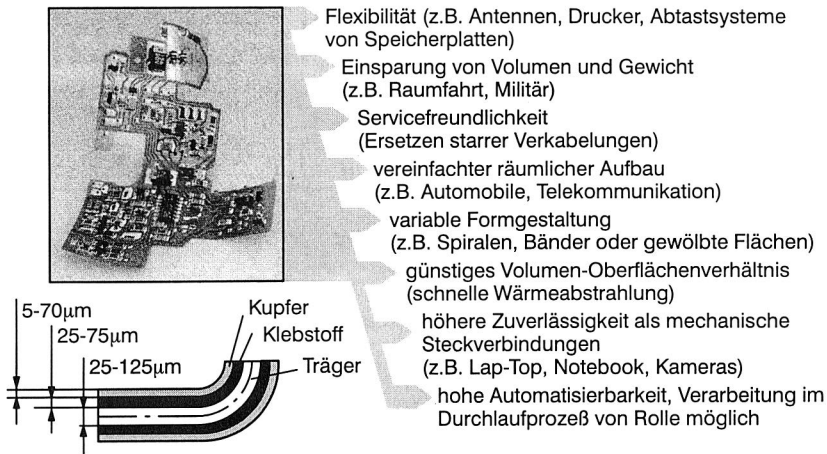 Flexibilität (z.B. Antennen, Drucker, Abtastsysteme
von Speicherplatten)
Einsparung von Volumen und Gewicht
(z.B. Raumfahrt, Militär)
Servicefreundlichkeit
(Ersetzen starrer Verkabelungen)
vereinfachter räumlicher Aufbau
(z.B. Automobile, Telekommunikation)
variable Formgestaltung
(z.B. Spiralen, Bänder oder gewölbte Flächen)
günstiges Volumen-Oberflächenverhältnis
(schnelle Wärmeabstrahlung)
höhere Zuverlässigkeit als mechanische
Steckverbindungen
(z.B. Lap-Top, Notebook, Kameras)
hohe Automatisierbarkeit, Verarbeitung im
Durchlaufprozeß von Rolle möglich
5-70µm
25-75µm
25-125µm
Kupfer
Klebstoff
Träger